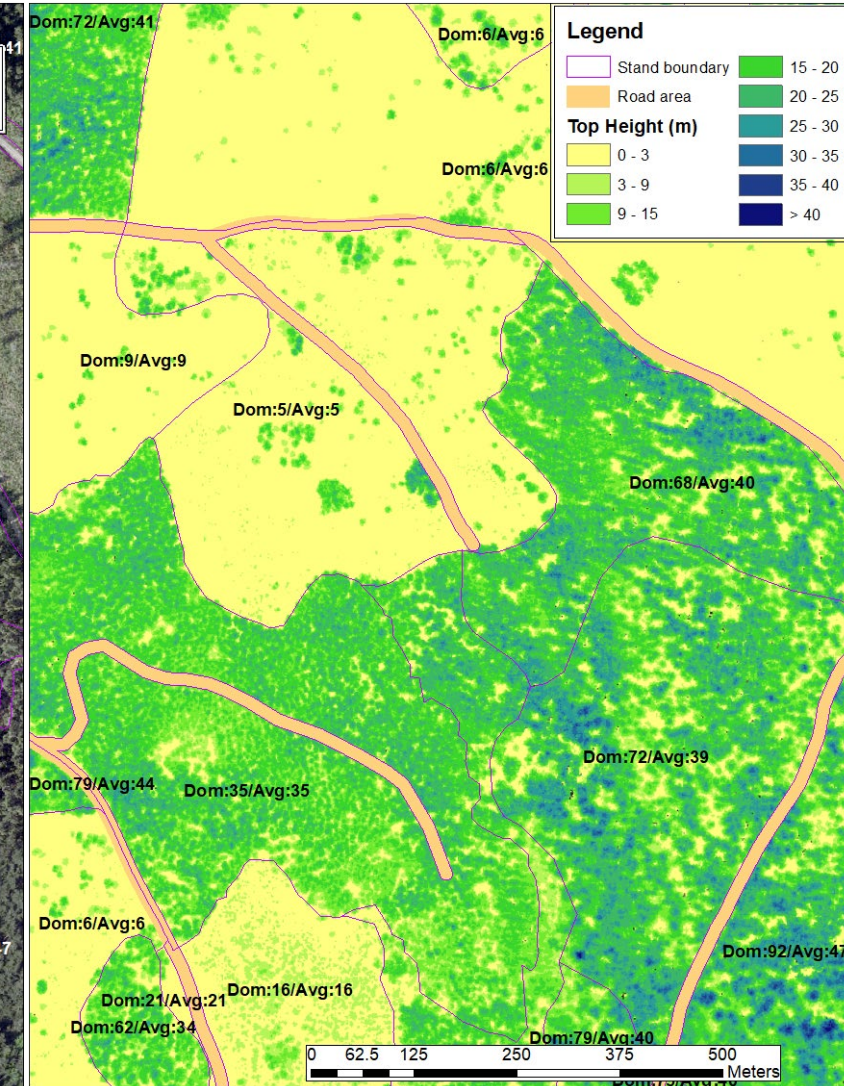 41
Dom:72/Avg:41
Dom:6/Avg:6
Dom:6/Avg:6
Legend
Stand boundary
Road area
Top Height (m)
0 - 3
3 - 9
9 - 15
15 - 20
20 - 25
25 - 30
30 - 35
35 - 40
> 40
Dom:9/Avg:9
Dom:5/Avg:5
Dom:68/Avg:40
Dom:72/Avg:39
Dom:79/Avg:44
Dom:35/Avg:35
Dom:6/Avg:6
7
Dom:92/Avg:47
Dom:21/Avg:21
Dom:16/Avg:16
Dom:62/Avg:34
Dom:79/Avg:40
0 62.5 125 250 375 500
Meters